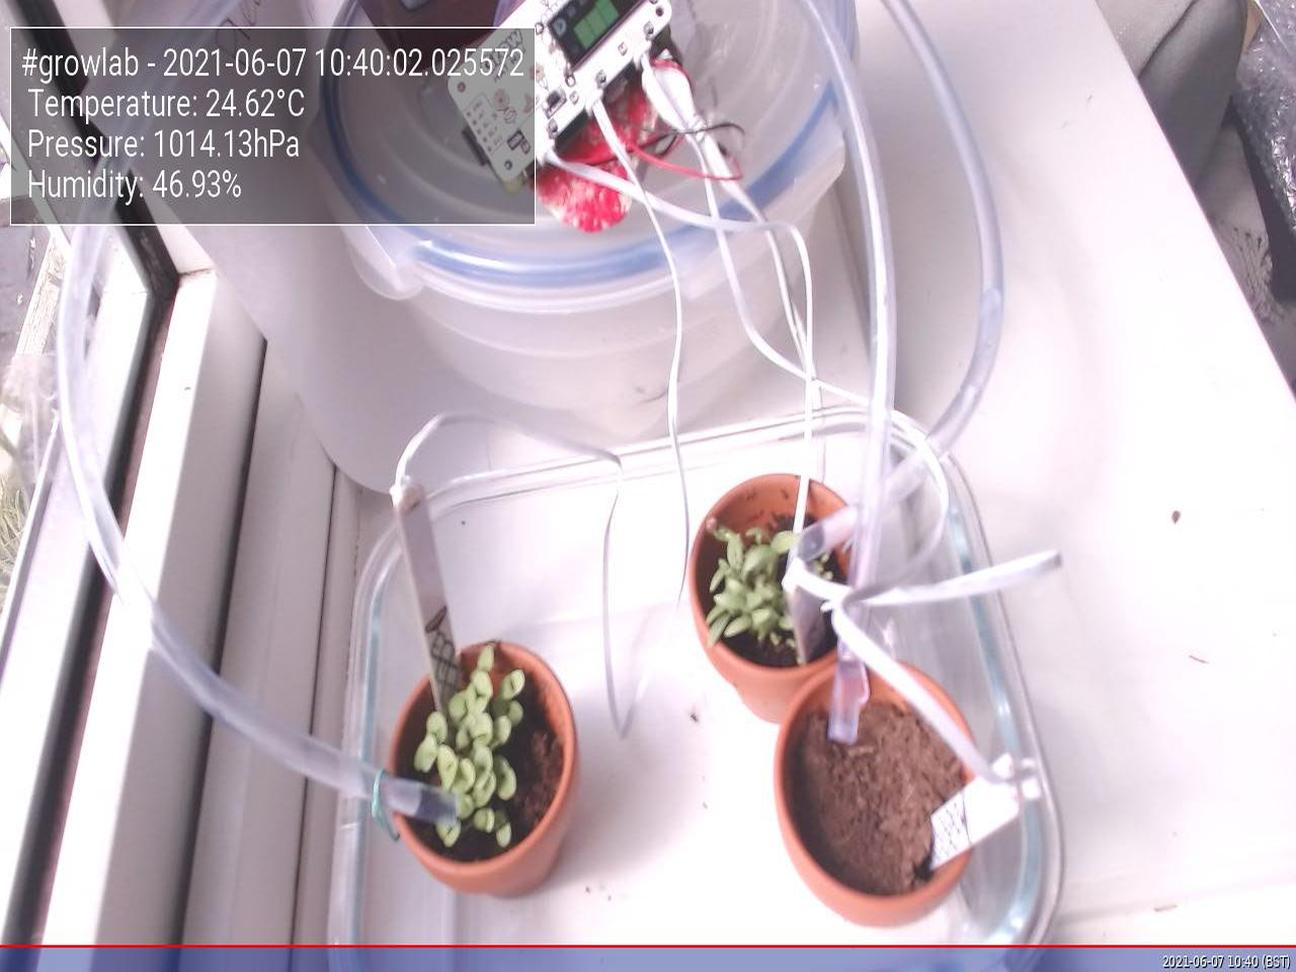 #growlab - 2021-06-07 10:40:02.025572
Temperature: 24.62°C
Pressure: 1014.13hPa
Humidity: 46.93%
2021-06-07 10:40 (BST)